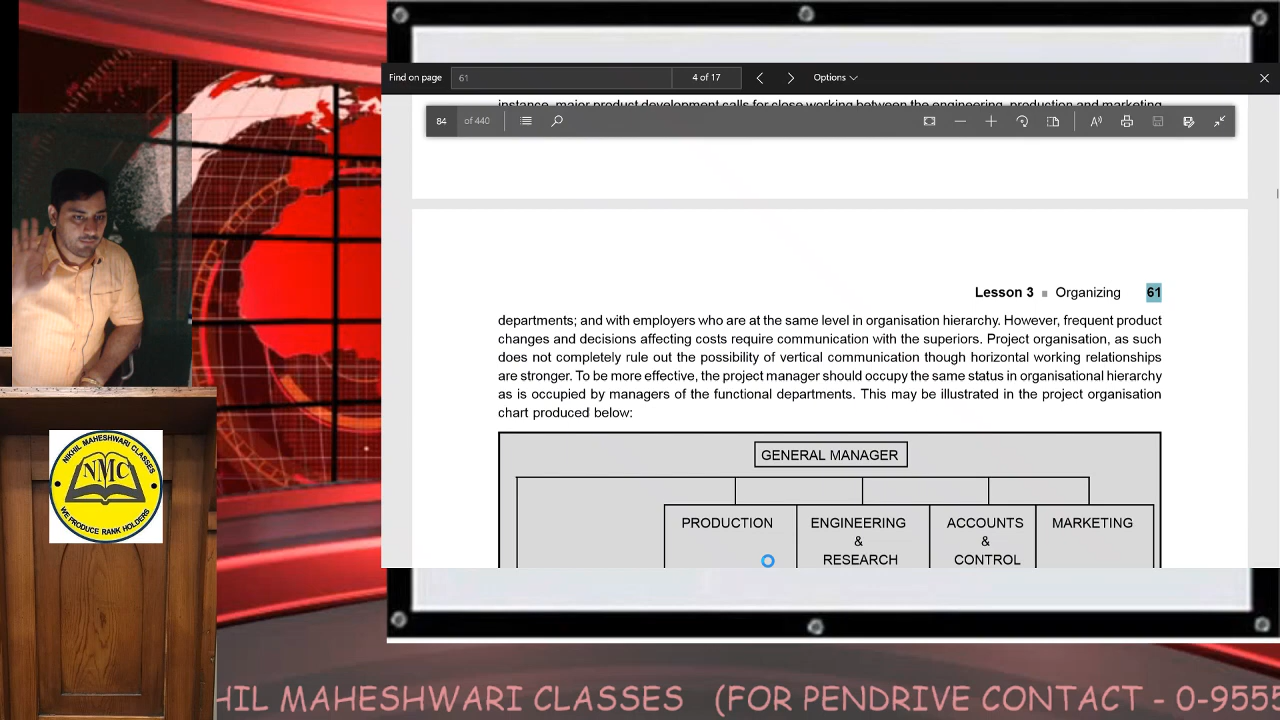 Find on page
61
4 of 17
Options
instance, major product development calls for close working between the engineering, production and marketing
84 of 440
Lesson 3 ■ Organizing 61
departments; and with employers who are at the same level in organisation hierarchy. However, frequent product
changes and decisions affecting costs require communication with the superiors. Project organisation, as such
does not completely rule out the possibility of vertical communication though horizontal working relationships
are stronger. To be more effective, the project manager should occupy the same status in organisational hierarchy
as is occupied by managers of the functional departments. This may be illustrated in the project organisation
chart produced below:
GENERAL MANAGER
PRODUCTION
ENGINEERING
&
RESEARCH
ACCOUNTS
&
CONTROL
MARKETING
NIKHIL MAHESHWARI CLASSES
NMC
WE PRODUCE RANK HOLDERS
HIL MAHESHWARI CLASSES (FOR PENDRIVE CONTACT - 0-9555